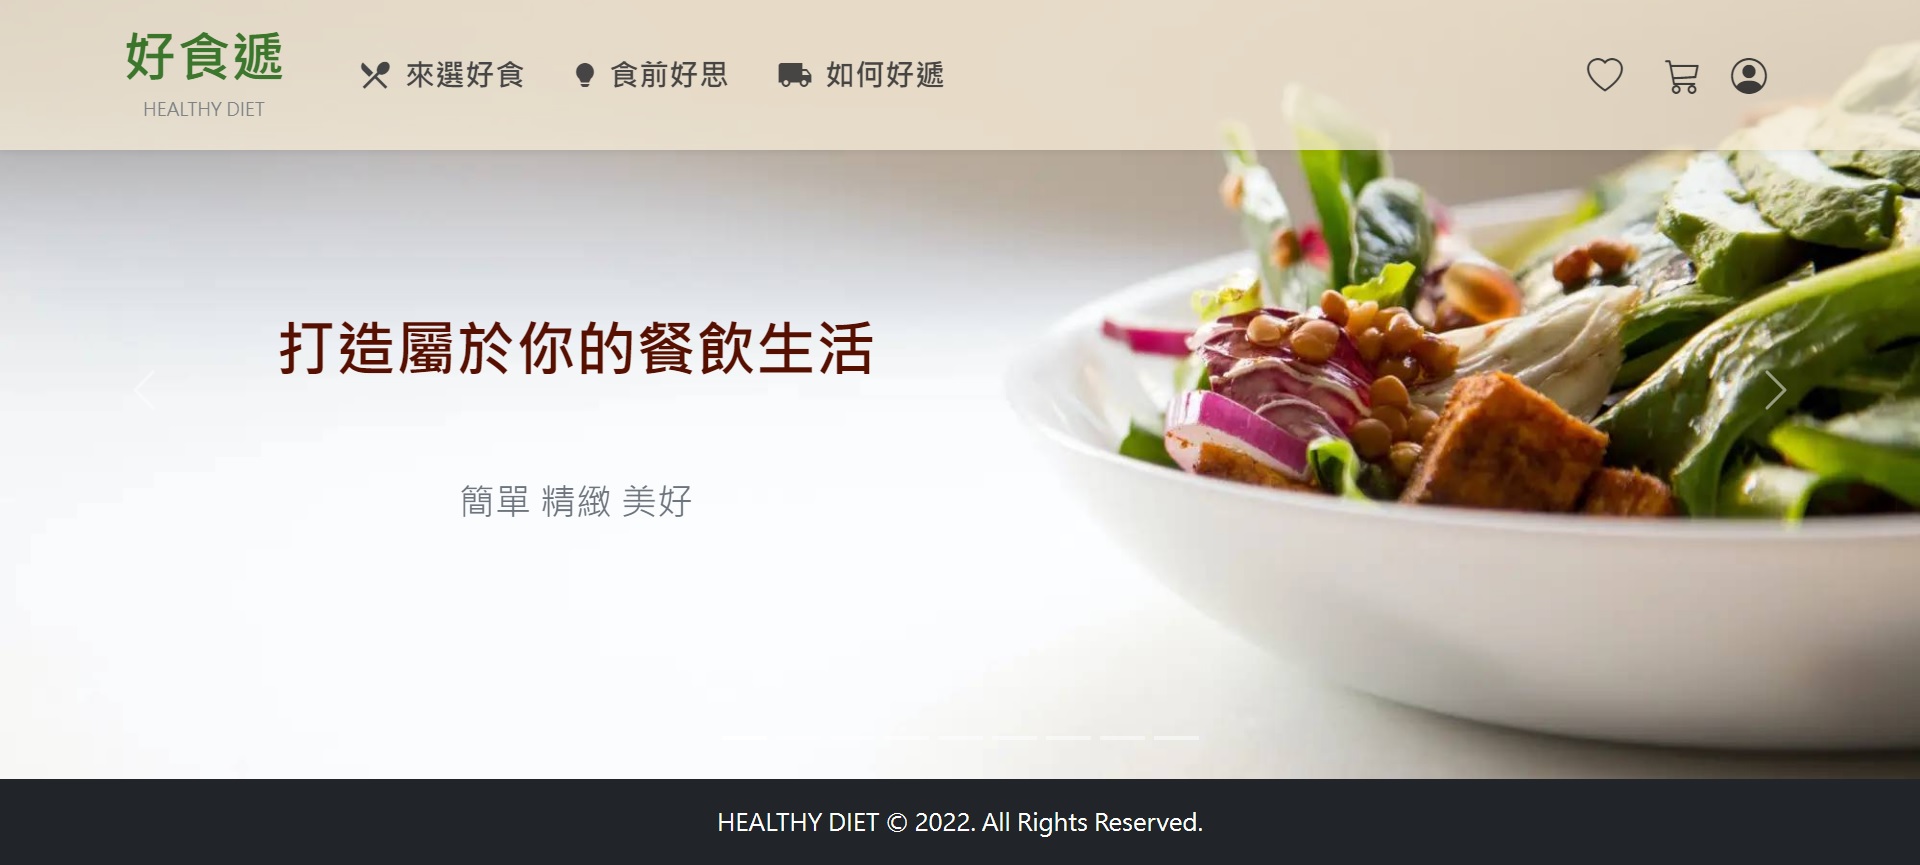 好食遞
HEALTHY DIET
來選好食
食前好思
如何好遞
打造屬於你的餐飲生活
簡單 精緻 美好
HEALTHY DIET © 2022. All Rights Reserved.